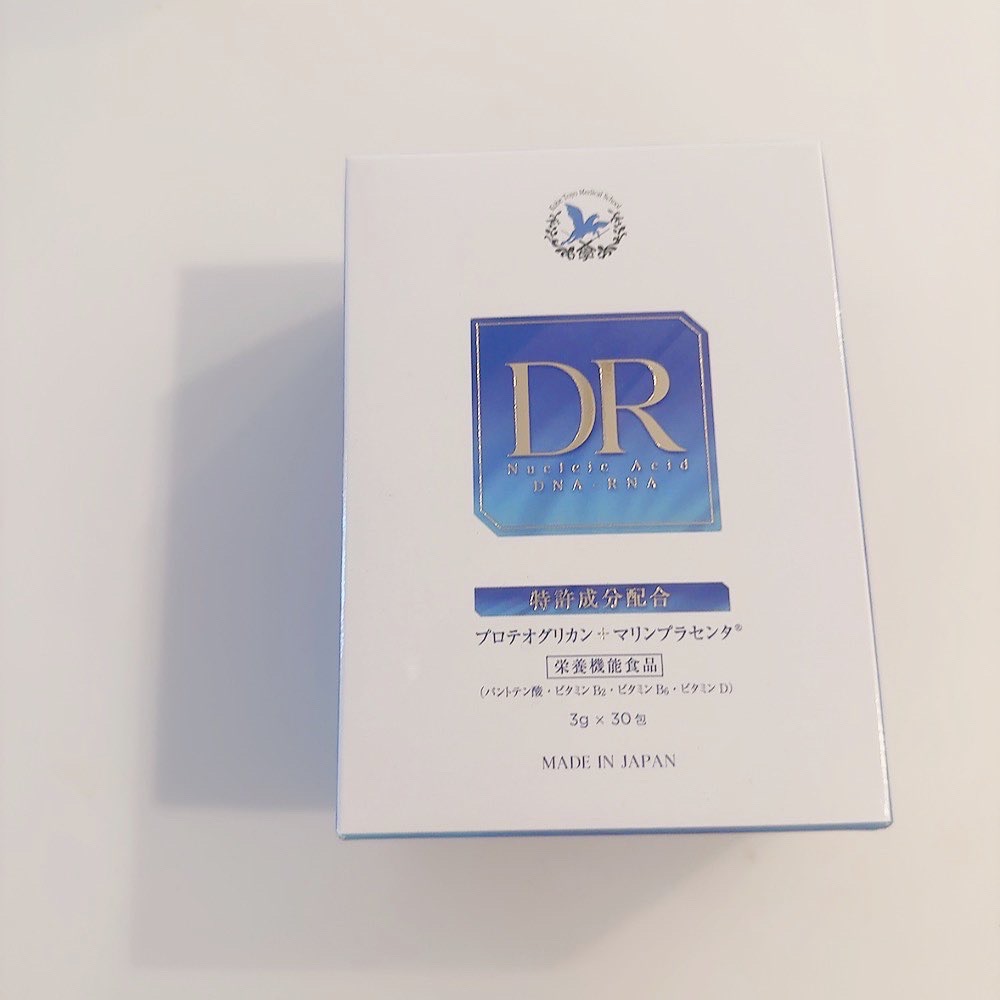 Medical School
DR
Nucleic Acid
DNA・RNA
特許成分配合
プロテオグリカン+マリンプラセンタ®
栄養機能食品
(パントテン酸・ビタミンB2・ビタミンB6・ビタミンD)
3g × 30包
MADE IN JAPAN